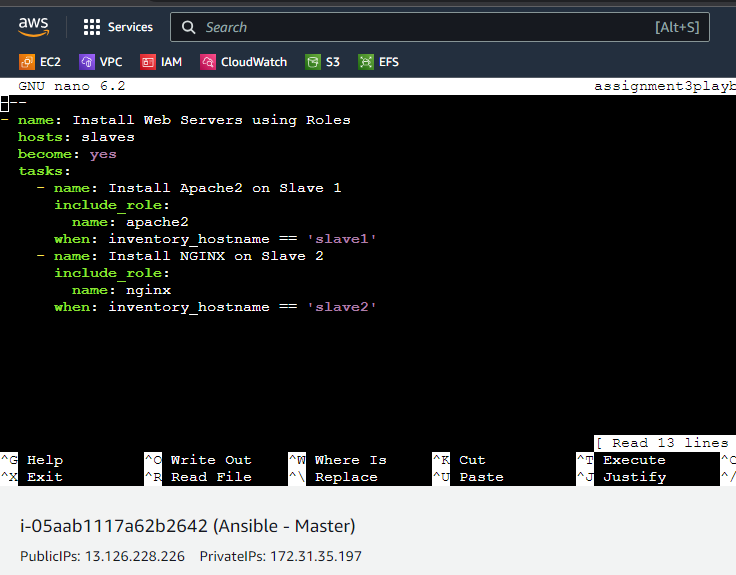 aws Services Search [Alt+S]
EC2 VPC IAM CloudWatch S3 EFS
GNU nano 6.2 assignment3playb
---
- name: Install Web Servers using Roles
  hosts: slaves
  become: yes
  tasks:
    - name: Install Apache2 on Slave 1
      include_role:
        name: apache2
      when: inventory_hostname == 'slave1'
    - name: Install NGINX on Slave 2
      include_role:
        name: nginx
      when: inventory_hostname == 'slave2'
[ Read 13 lines
^G Help ^O Write Out ^W Where Is ^K Cut ^T Execute ^C
^X Exit ^R Read File ^\ Replace ^U Paste ^J Justify ^/
i-05aab1117a62b2642 (Ansible - Master)
PublicIPs: 13.126.228.226 PrivateIPs: 172.31.35.197